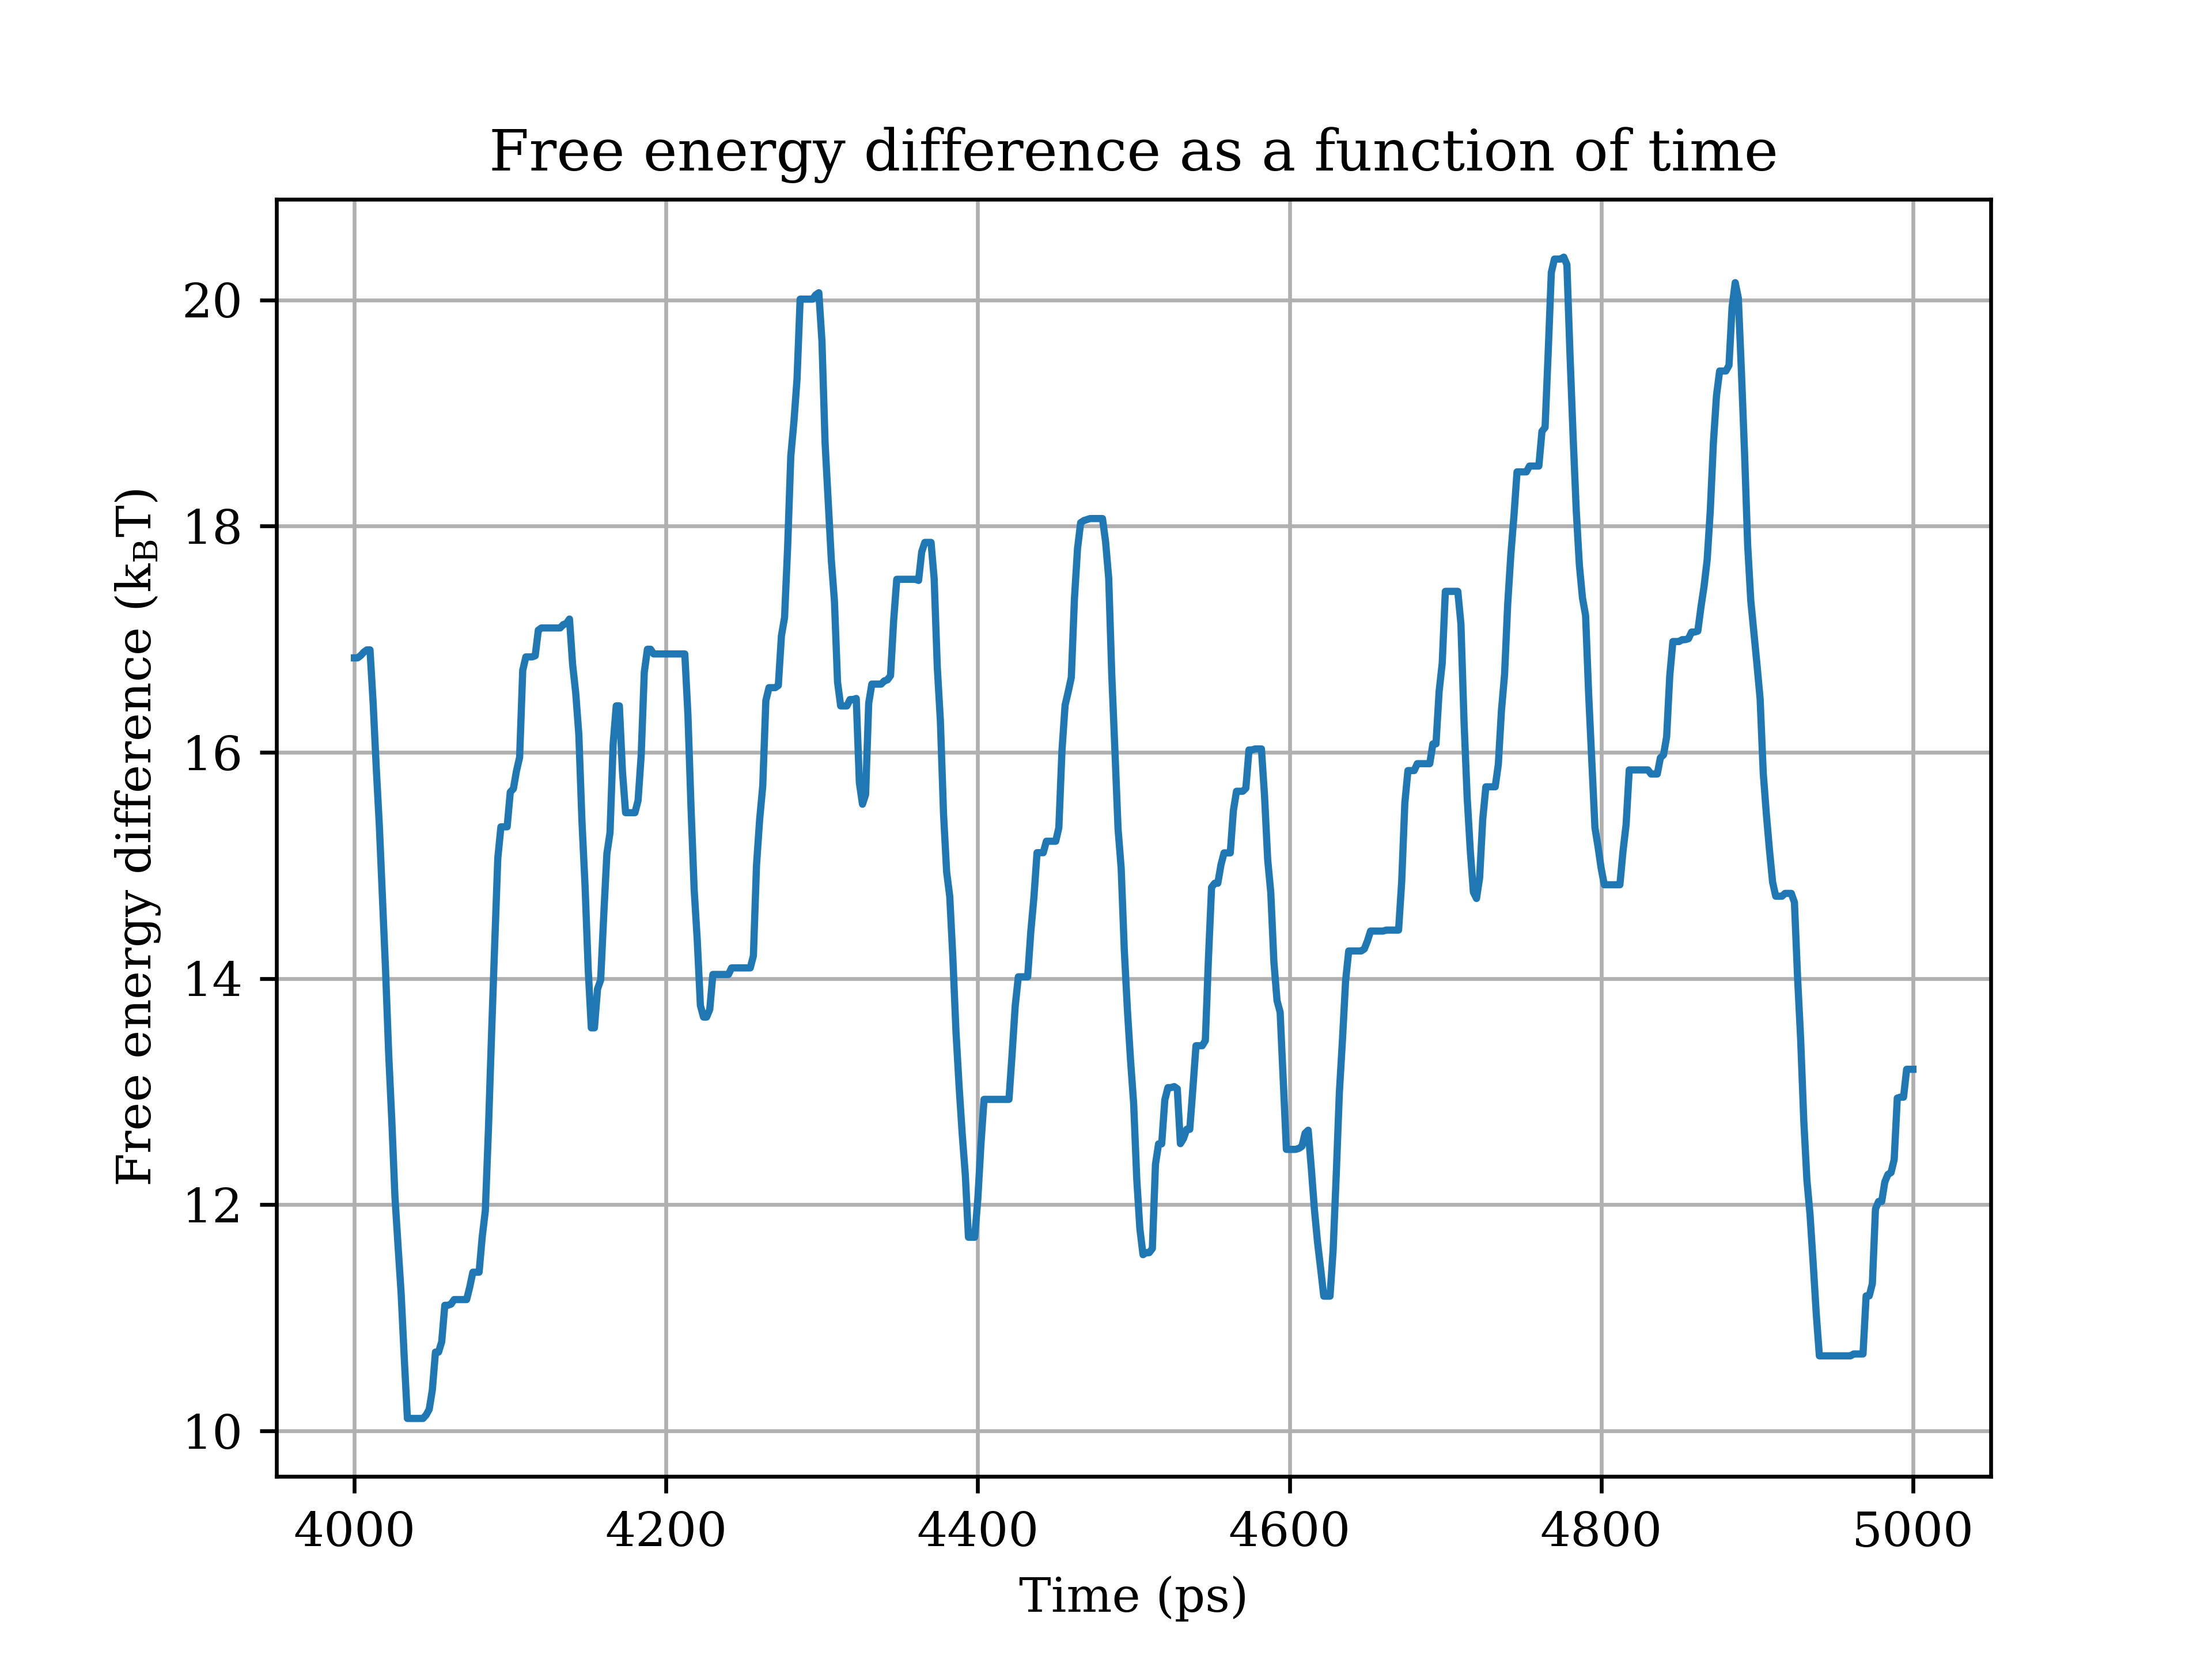 Free energy difference as a function of time
Free energy difference (kBT)
20
18
16
14
12
10
4000 4200 4400 4600 4800 5000
Time (ps)